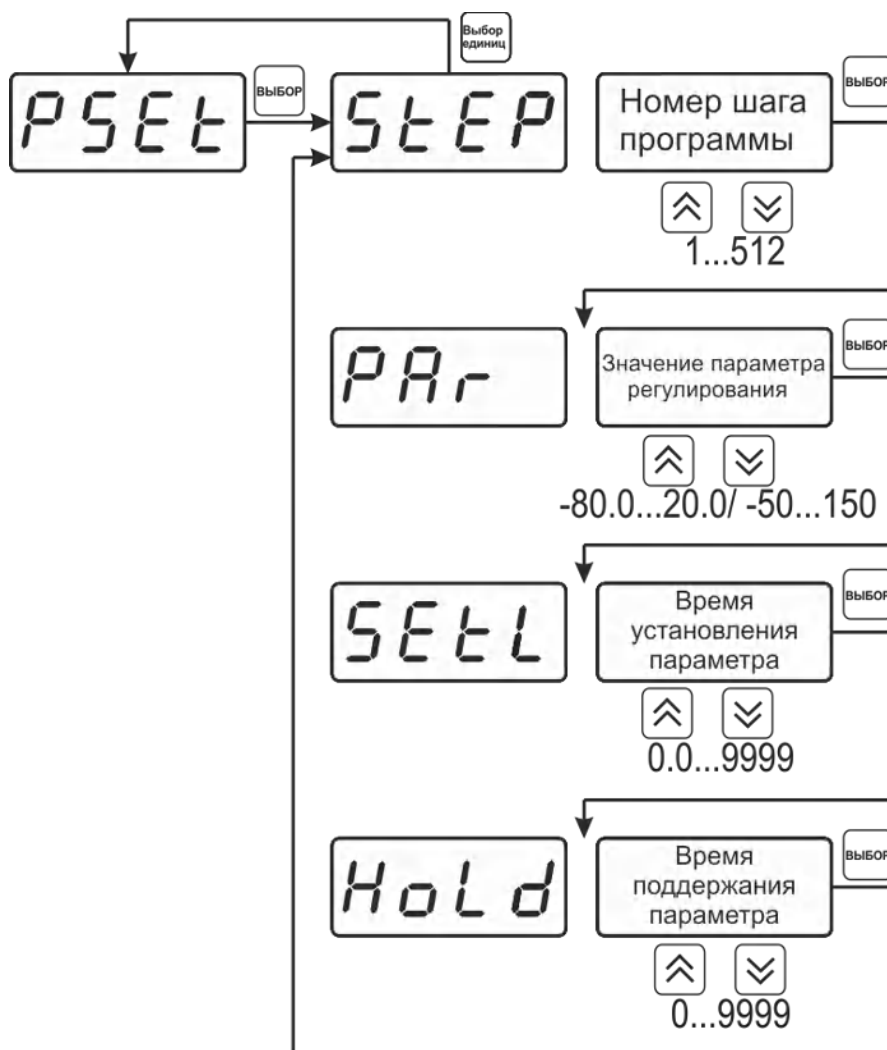 Выбор
единиц
PSEt
ВЫБОР
StEP
Номер шага
программы
ВЫБОР
1...512
PAr
Значение параметра
регулирования
ВЫБОР
-80.0...20.0/ -50...150
SEtL
Время
установления
параметра
ВЫБОР
0.0...9999
HoLd
Время
поддержания
параметра
ВЫБОР
0...9999